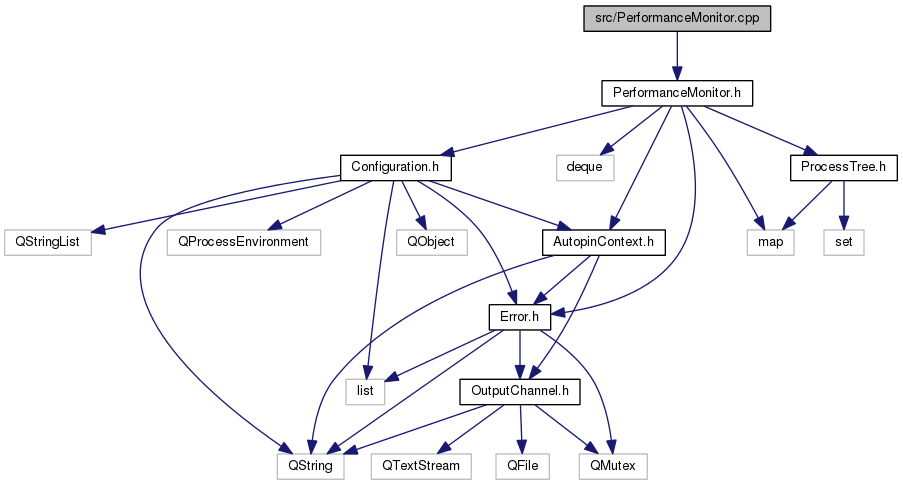 src/PerformanceMonitor.cpp
PerformanceMonitor.h
Configuration.h
deque
ProcessTree.h
QStringList
QProcessEnvironment
QObject
AutopinContext.h
map
set
Error.h
list
OutputChannel.h
QString
QTextStream
QFile
QMutex